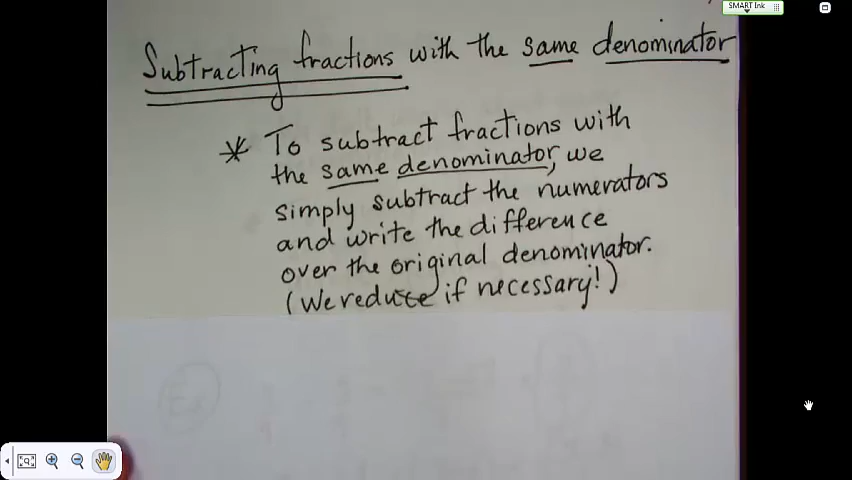 SMART Ink
Subtracting fractions with the same denominator
* To subtract fractions with
the same denominator, we
simply subtract the numerators
and write the difference
over the original denominator.
(We reduce if necessary!)